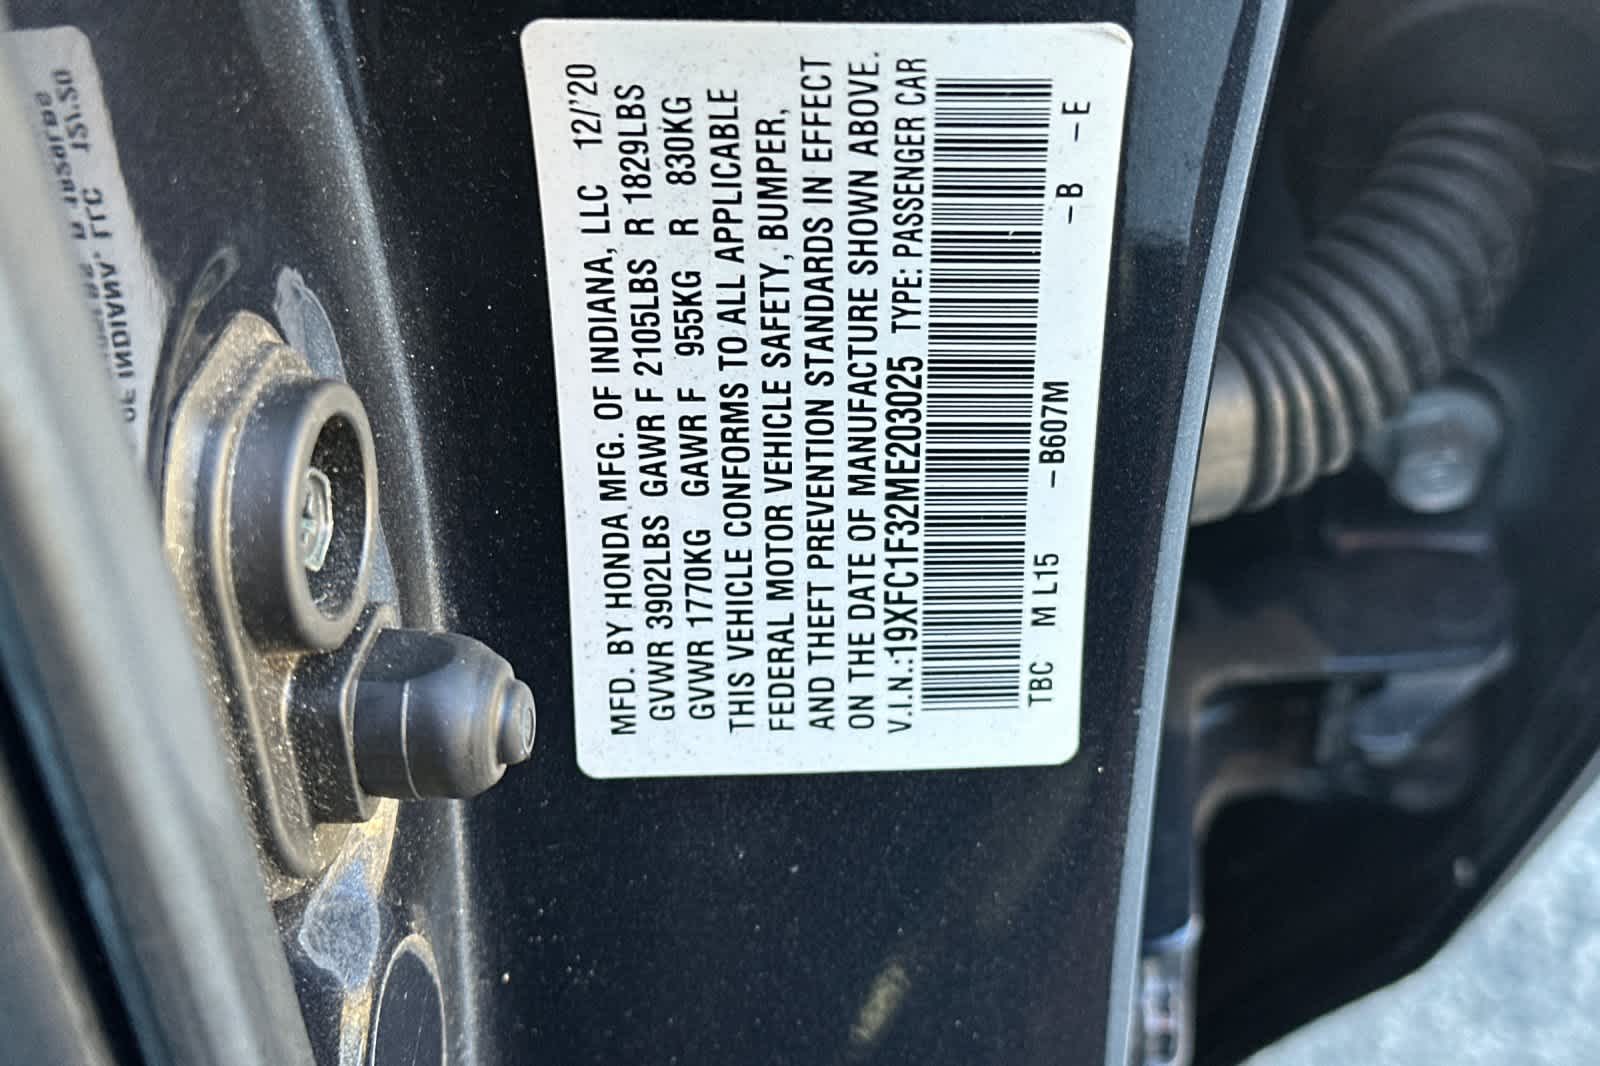 MFD. BY HONDA MFG. OF INDIANA, LLC 12/'20
GVWR 3902LBS GAWR F 2105LBS R 1829LBS
GVWR 1770KG GAWR F 955KG R 830KG
THIS VEHICLE CONFORMS TO ALL APPLICABLE
FEDERAL MOTOR VEHICLE SAFETY, BUMPER,
AND THEFT PREVENTION STANDARDS IN EFFECT
ON THE DATE OF MANUFACTURE SHOWN ABOVE.
V.I.N.:19XFC1F32ME203025 TYPE: PASSENGER CAR
TBC M L15 -B607M -B -E